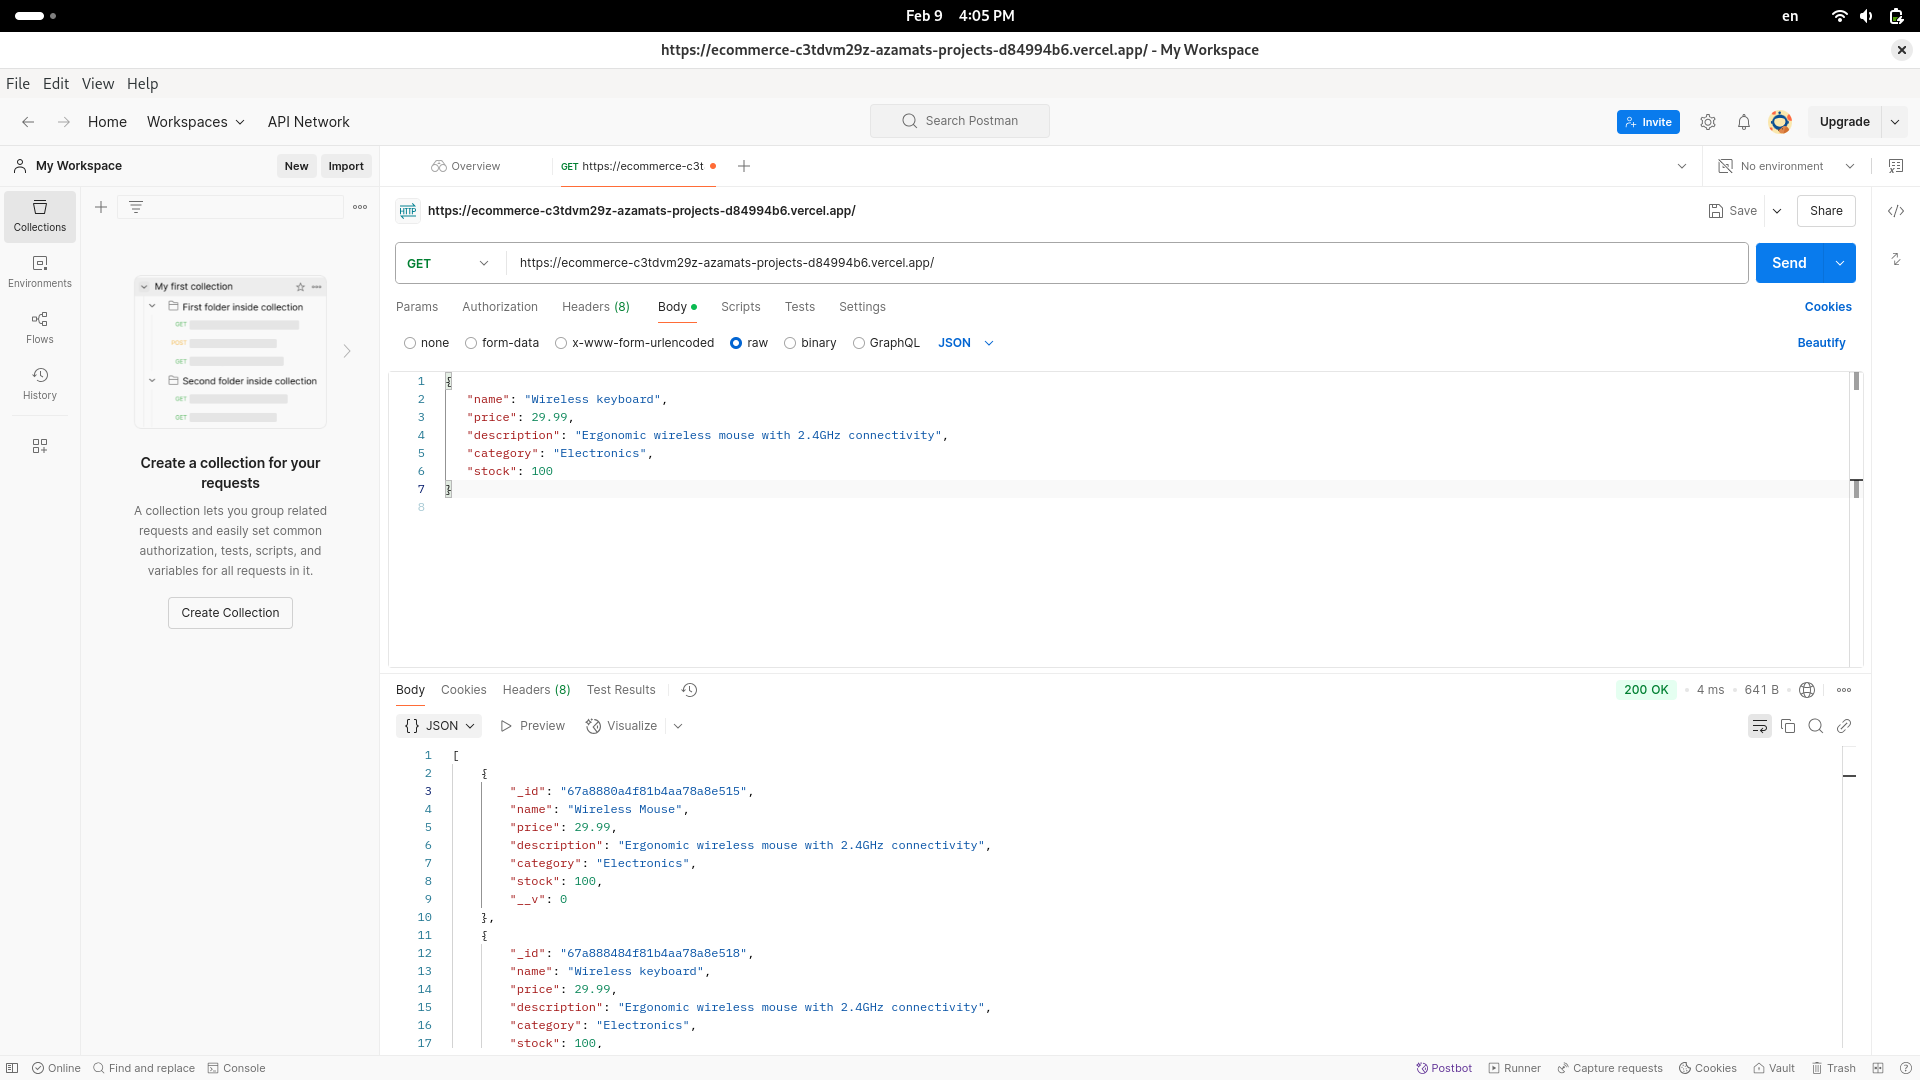 Feb 9 4:05 PM
en
https://ecommerce-c3tdvm29z-azamats-projects-d84994b6.vercel.app/ - My Workspace
File Edit View Help
Home Workspaces API Network
Search Postman
Invite
Upgrade
My Workspace
New Import
Overview
GET https://ecommerce-c3t
No environment
Collections
Environments
Flows
History
My first collection
First folder inside collection
GET
POST
GET
Second folder inside collection
GET
GET
Create a collection for your
requests
A collection lets you group related
requests and easily set common
authorization, tests, scripts, and
variables for all requests in it.
Create Collection
HTTP https://ecommerce-c3tdvm29z-azamats-projects-d84994b6.vercel.app/
Save Share
GET https://ecommerce-c3tdvm29z-azamats-projects-d84994b6.vercel.app/
Send
Params Authorization Headers (8) Body Scripts Tests Settings
Cookies
none form-data x-www-form-urlencoded raw binary GraphQL JSON
Beautify
1 {
2 "name": "Wireless keyboard",
3 "price": 29.99,
4 "description": "Ergonomic wireless mouse with 2.4GHz connectivity",
5 "category": "Electronics",
6 "stock": 100
7 }
8
Body Cookies Headers (8) Test Results
200 OK 4 ms 641 B
{} JSON Preview Visualize
1 [
2 {
3 "_id": "67a8880a4f81b4aa78a8e515",
4 "name": "Wireless Mouse",
5 "price": 29.99,
6 "description": "Ergonomic wireless mouse with 2.4GHz connectivity",
7 "category": "Electronics",
8 "stock": 100,
9 "__v": 0
10 },
11 {
12 "_id": "67a888484f81b4aa78a8e518",
13 "name": "Wireless keyboard",
14 "price": 29.99,
15 "description": "Ergonomic wireless mouse with 2.4GHz connectivity",
16 "category": "Electronics",
17 "stock": 100,
Online Find and replace Console
Postbot Runner Capture requests Cookies Vault Trash